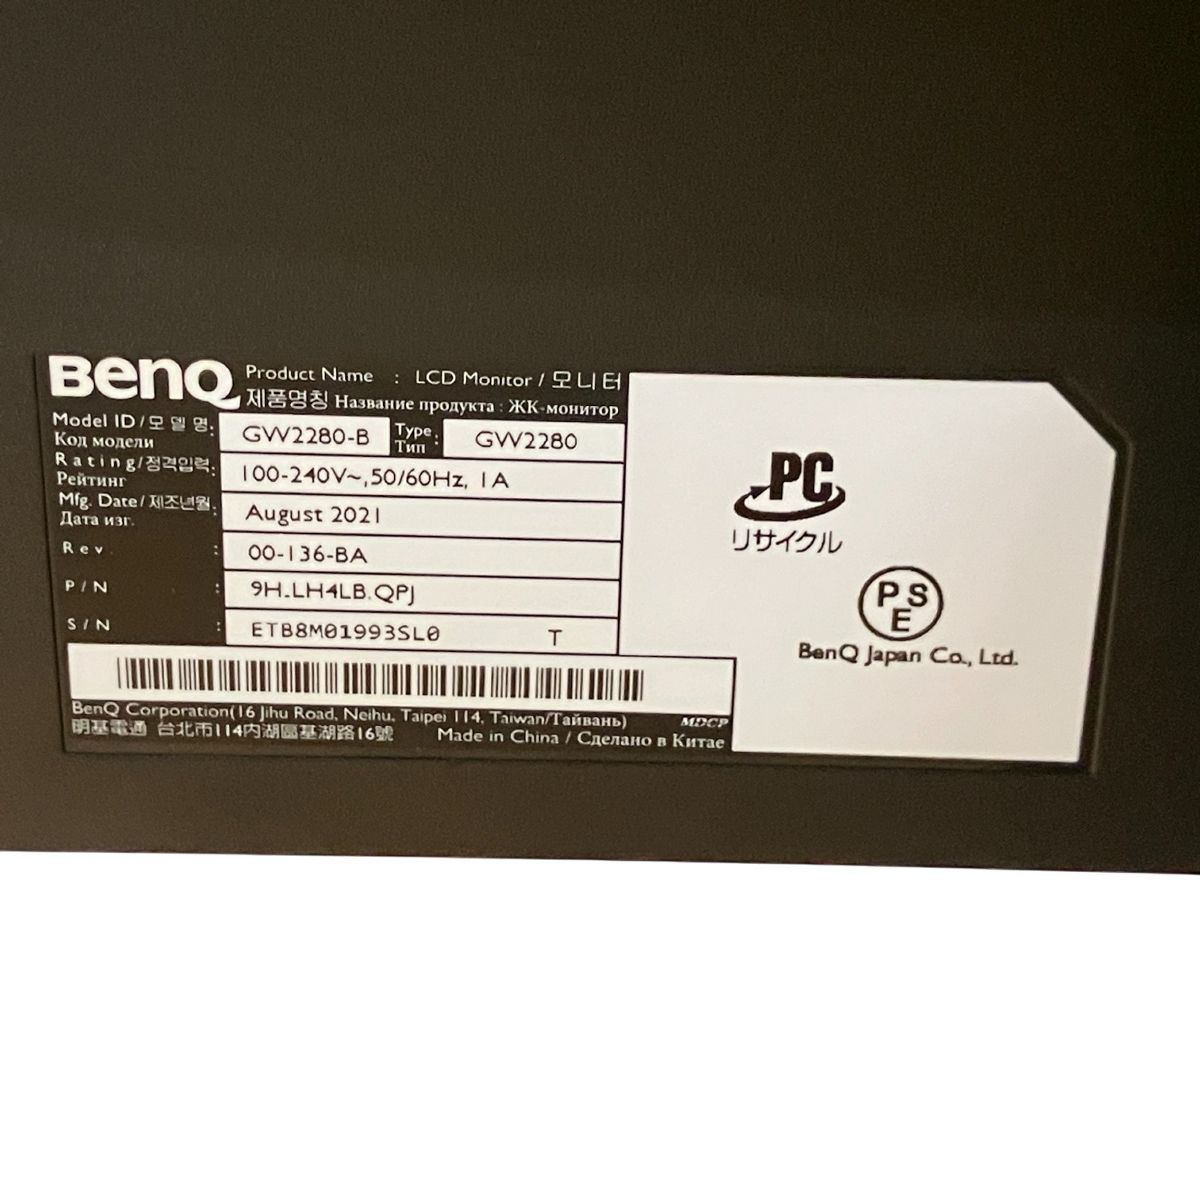 BenQ
Product Name : LCD Monitor / 모니터
제품명칭 Название продукта : ЖК-монитор
Model ID/모 델 명: GW2280-B Type: GW2280
Код модели Тип
Rating/정격입력: 100-240V~,50/60Hz, 1A
Рейтинг
Mfg. Date/제조년월: August 2021
Дата изг.
Rev : 00-136-BA
P/N : 9H.LH4LB.QPJ
S/N : ETB8M01993SL0 T
BenQ Corporation(16 Jihu Road, Neihu, Taipei 114, Taiwan/Тайвань) MDCP
明基電通 台北市114內湖區基湖路16號 Made in China / Сделано в Китае
PC
リサイクル
PS
E
BenQ Japan Co., Ltd.